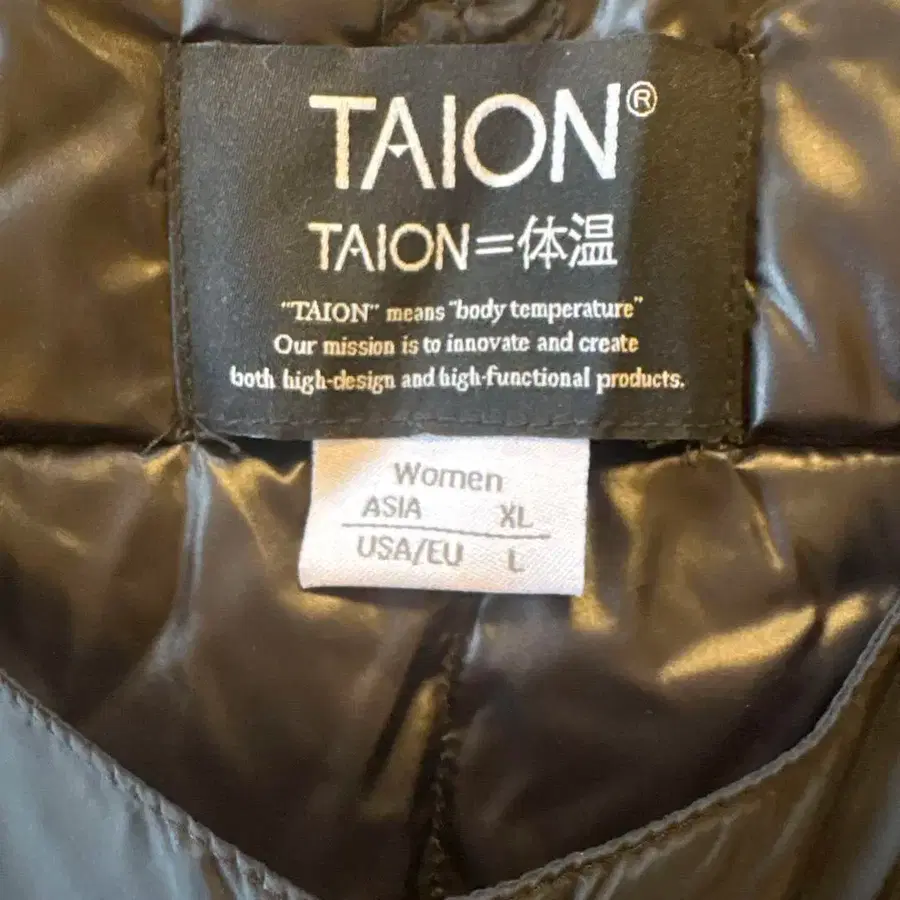 TAION®
TAION=体温
"TAION" means "body temperature"
Our mission is to innovate and create
both high-design and high-functional products.
Women
ASIA XL
USA/EU L